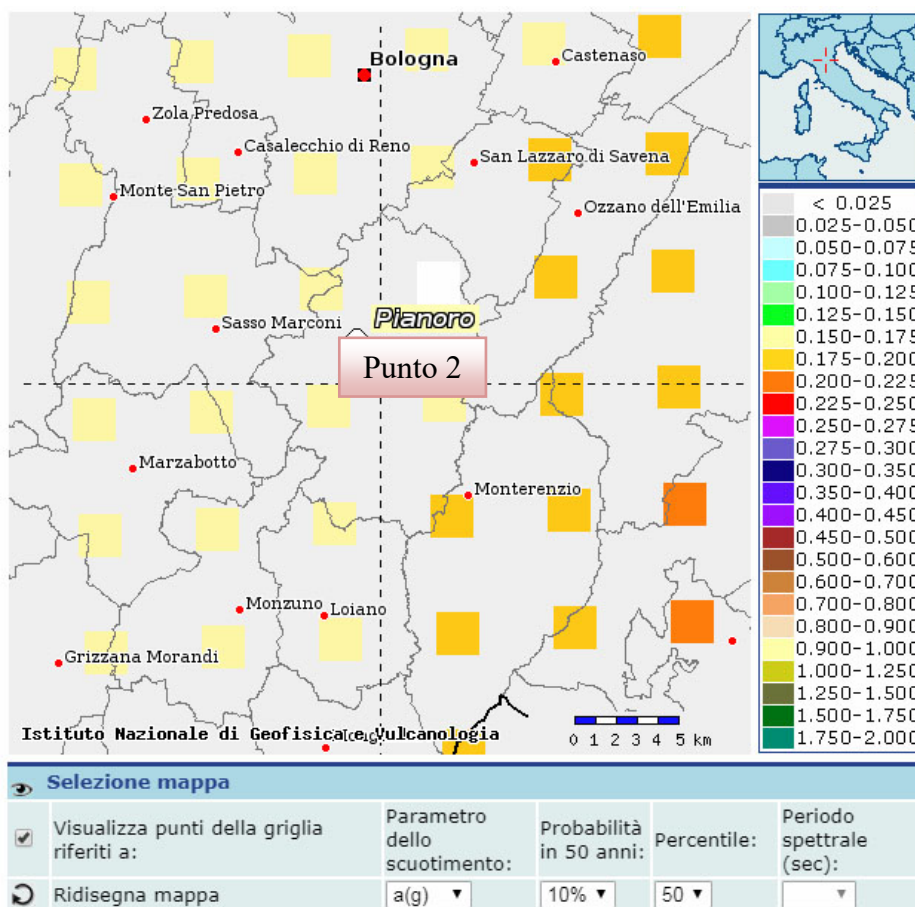 Bologna
Castenaso
Zola Predosa
Casalecchio di Reno
San Lazzaro di Savena
Monte San Pietro
Ozzano dell'Emilia
Pianoro
Sasso Marconi
Punto 2
Marzabotto
Monterenzio
Monzuno
Loiano
Grizzana Morandi
Istituto Nazionale di Geofisica e Vulcanologia
0 1 2 3 4 5 km
< 0.025
0.025-0.050
0.050-0.075
0.075-0.100
0.100-0.125
0.125-0.150
0.150-0.175
0.175-0.200
0.200-0.225
0.225-0.250
0.250-0.275
0.275-0.300
0.300-0.350
0.350-0.400
0.400-0.450
0.450-0.500
0.500-0.600
0.600-0.700
0.700-0.800
0.800-0.900
0.900-1.000
1.000-1.250
1.250-1.500
1.500-1.750
1.750-2.000
Selezione mappa
Visualizza punti della griglia
riferiti a:
Parametro
dello
scuotimento:
Probabilità
in 50 anni:
Percentile:
Periodo
spettrale
(sec):
Ridisegna mappa
a(g)
10%
50